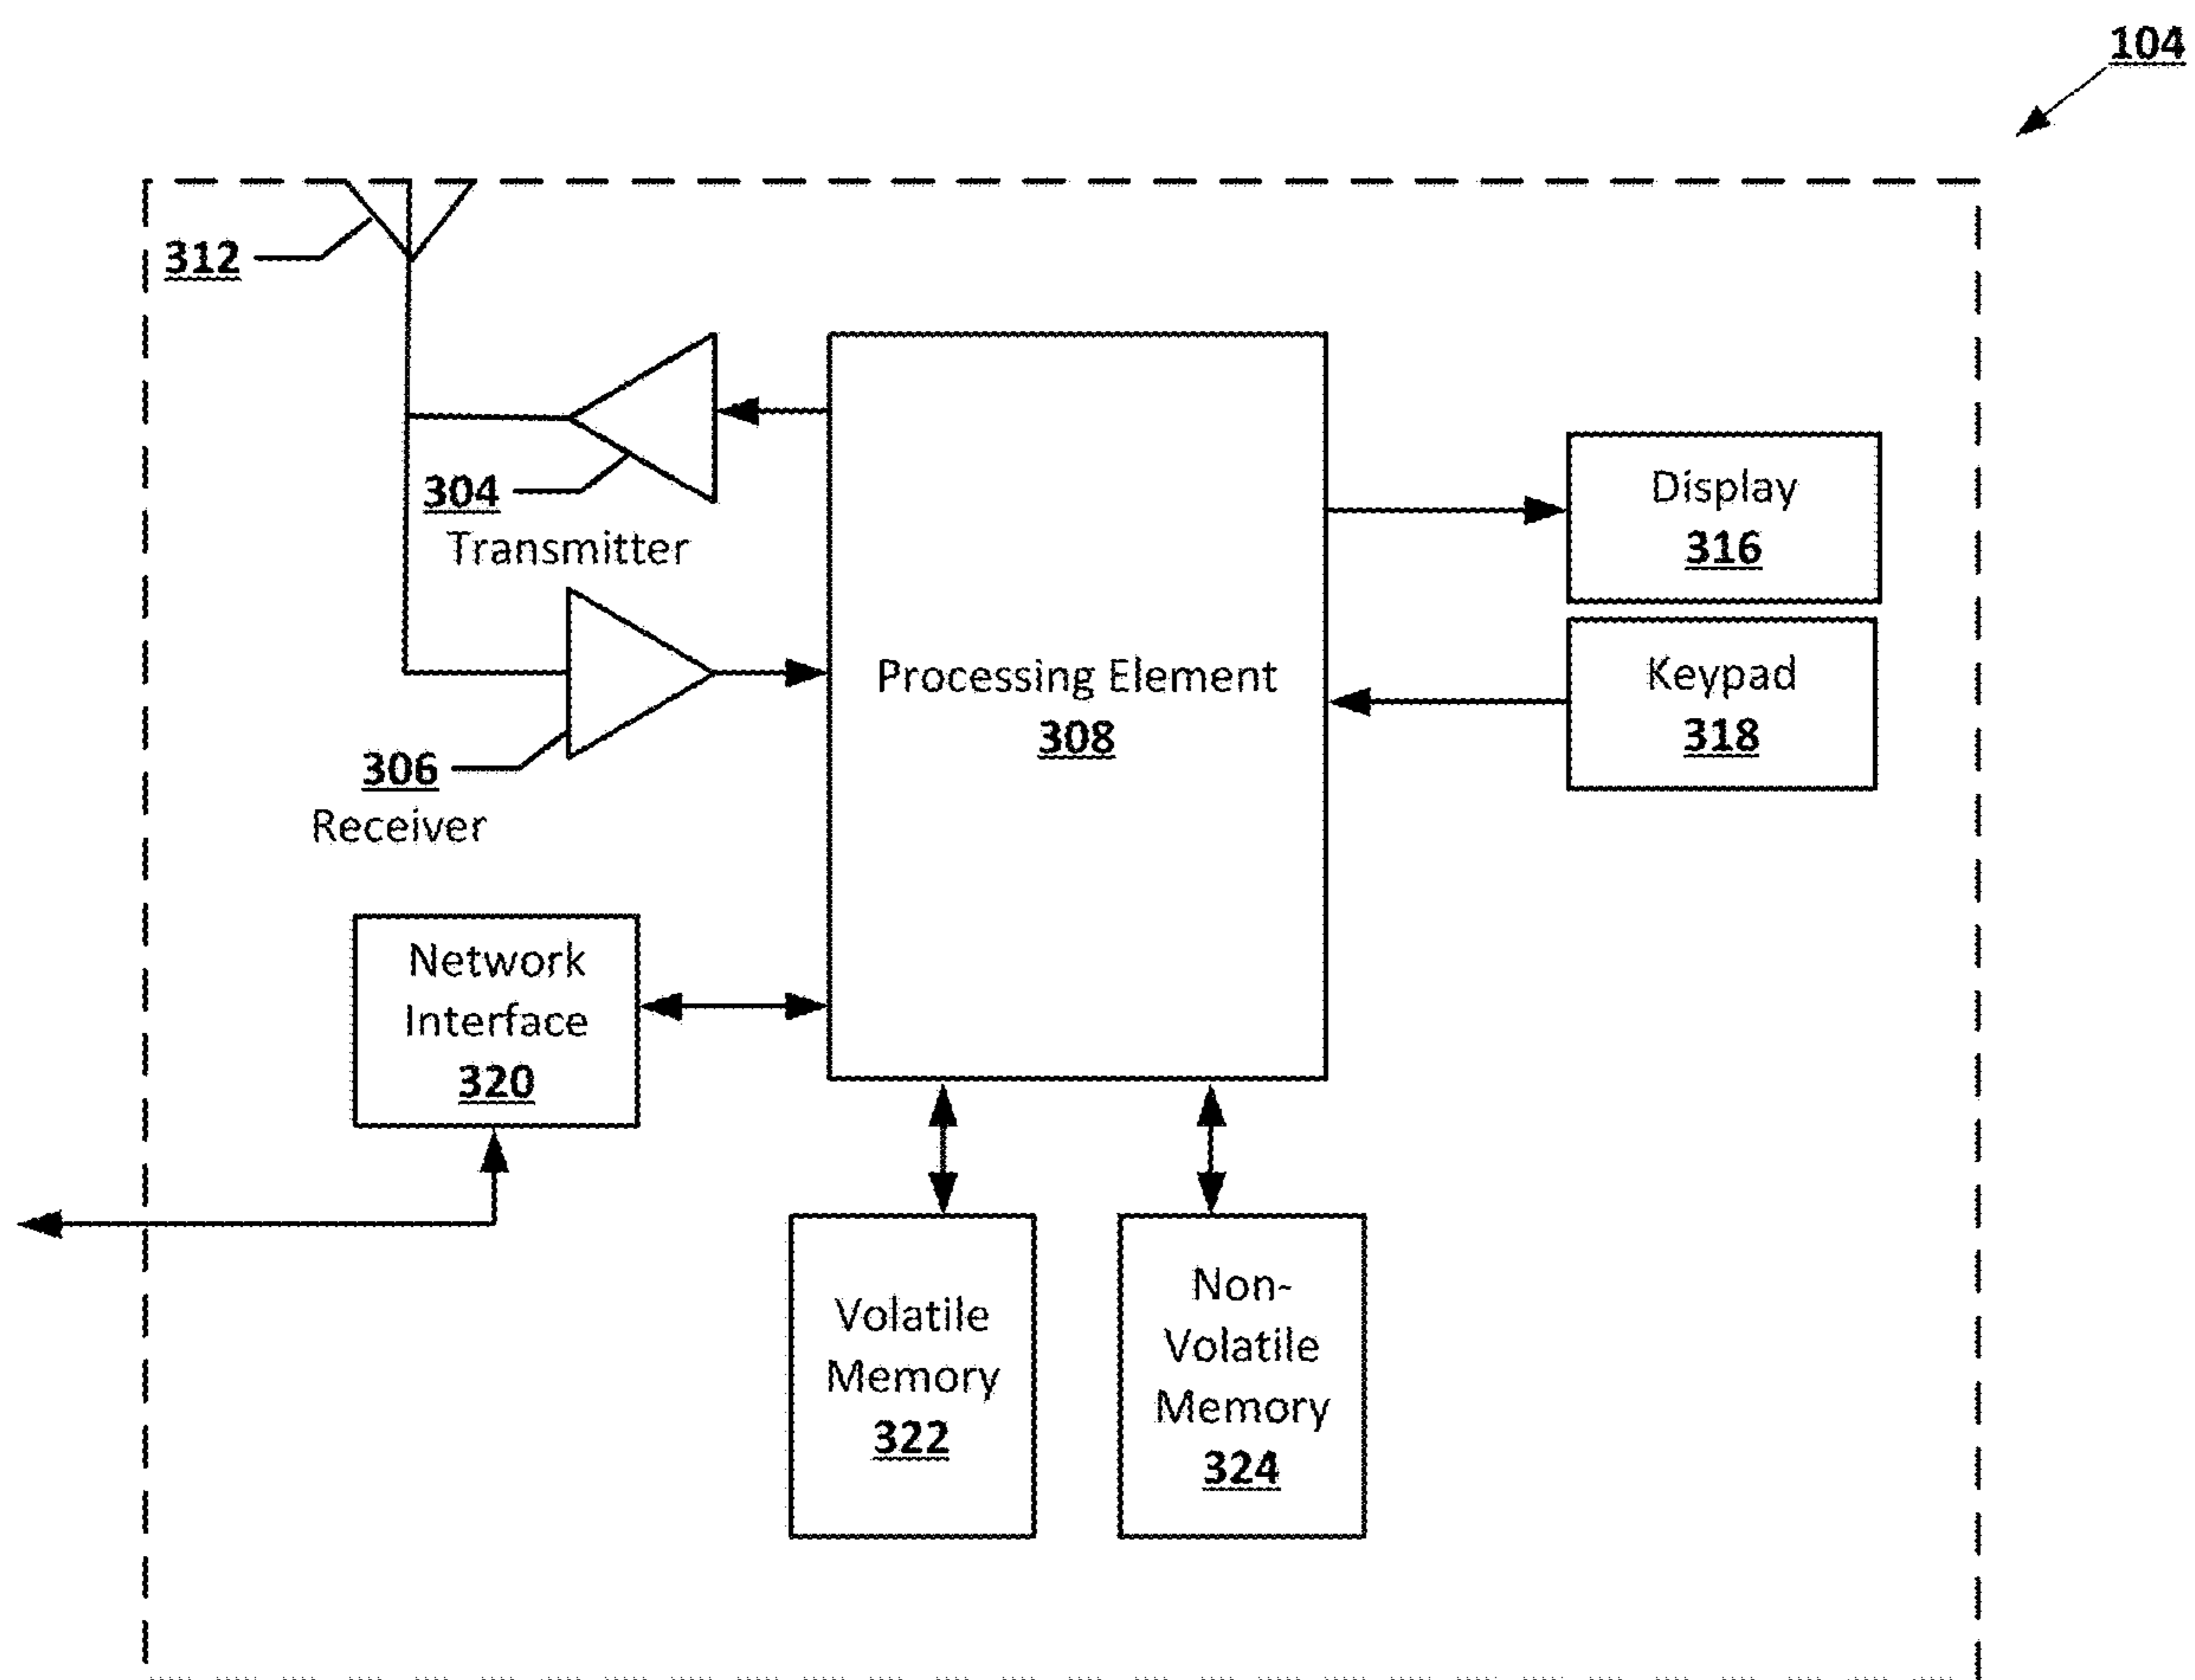 104
312
304
Transmitter
306
Receiver
Processing Element
308
Display
316
Keypad
318
Network
Interface
320
Volatile
Memory
322
Non-
Volatile
Memory
324